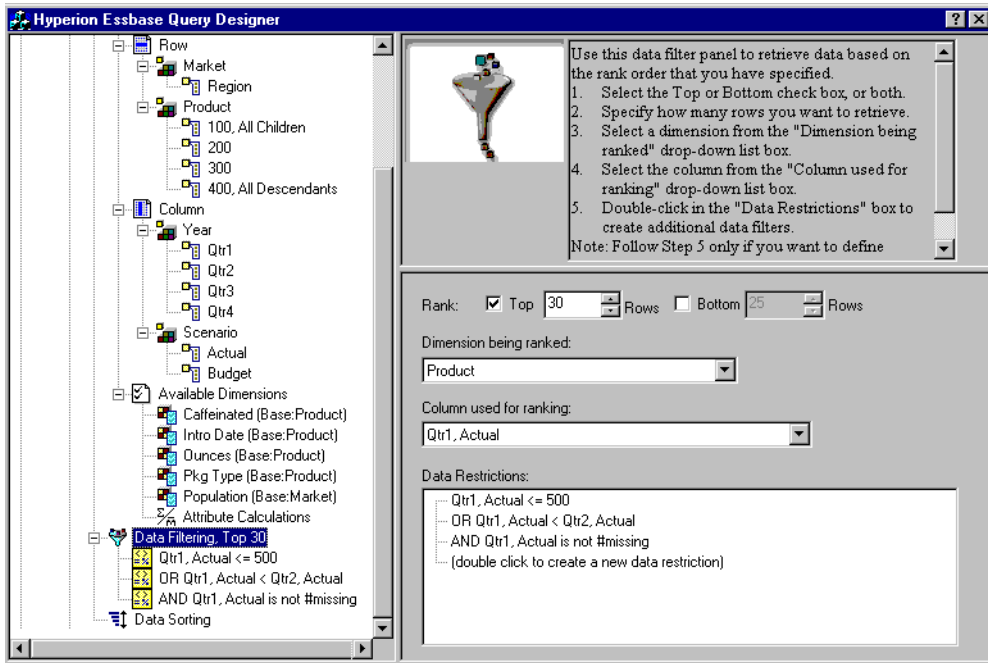 Hyperion Essbase Query Designer
Row
Market
Region
Product
100, All Children
200
300
400, All Descendants
Column
Year
Qtr1
Qtr2
Qtr3
Qtr4
Scenario
Actual
Budget
Available Dimensions
Caffeinated (Base:Product)
Intro Date (Base:Product)
Ounces (Base:Product)
Pkg Type (Base:Product)
Population (Base:Market)
Attribute Calculations
Data Filtering, Top 30
Qtr1, Actual <= 500
OR Qtr1, Actual < Qtr2, Actual
AND Qtr1, Actual is not #missing
Data Sorting
Use this data filter panel to retrieve data based on
the rank order that you have specified.
1. Select the Top or Bottom check box, or both.
2. Specify how many rows you want to retrieve.
3. Select a dimension from the "Dimension being
ranked" drop-down list box.
4. Select the column from the "Column used for
ranking" drop-down list box.
5. Double-click in the "Data Restrictions" box to
create additional data filters.
Note: Follow Step 5 only if you want to define
Rank: Top 30 Rows Bottom 25 Rows
Dimension being ranked:
Product
Column used for ranking:
Qtr1, Actual
Data Restrictions:
Qtr1, Actual <= 500
OR Qtr1, Actual < Qtr2, Actual
AND Qtr1, Actual is not #missing
(double click to create a new data restriction)